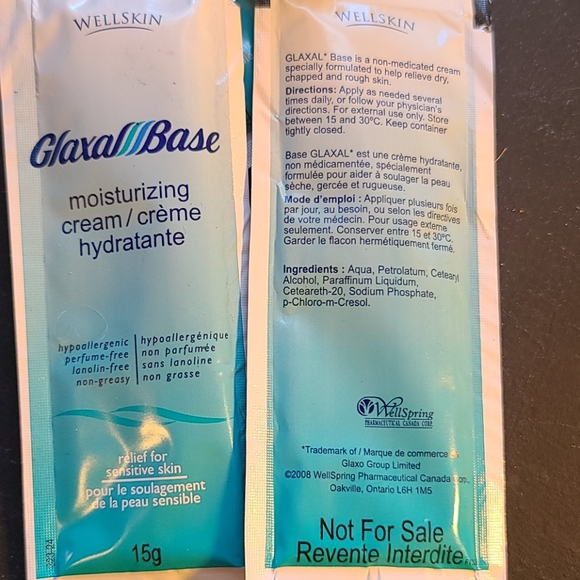 WELLSKIN
Glaxal Base
moisturizing
cream / crème
hydratante
hypoallergenic
perfume-free
lanolin-free
non-greasy
hypoallergénique
non parfumée
sans lanoline
non grasse
relief for
sensitive skin
pour le soulagement
de la peau sensible
15g
WELLSKIN
GLAXAL* Base is a non-medicated cream
specially formulated to help relieve dry,
chapped and rough skin.
Directions: Apply as needed several
times daily, or follow your physician's
directions. For external use only. Store
between 15 and 30ºC. Keep container
tightly closed.
Base GLAXAL* est une crème hydratante,
non médicamentée, spécialement
formulée pour aider à soulager la peau
sèche, gercée et rugueuse.
Mode d'emploi : Appliquer plusieurs fois
par jour, au besoin, ou selon les directives
de votre médecin. Pour usage externe
seulement. Conserver entre 15 et 30ºC.
Garder le flacon hermétiquement fermé.
Ingredients : Aqua, Petrolatum, Cetearyl
Alcohol, Paraffinum Liquidum,
Ceteareth-20, Sodium Phosphate,
p-Chloro-m-Cresol.
WellSpring
PHARMACEUTICAL CANADA CORP.
*Trademark of / Marque de commerce
Glaxo Group Limited
©2008 WellSpring Pharmaceutical Canada Corp.
Oakville, Ontario L6H 1M5
Not For Sale
Revente Interdite